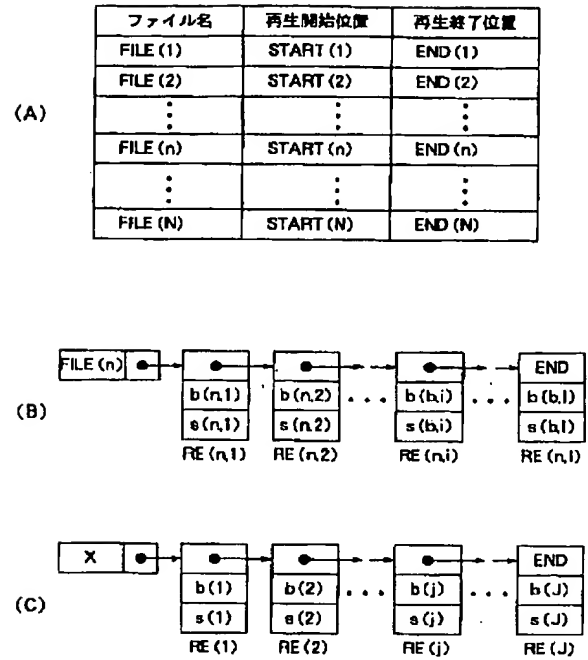 (A)
ファイル名 再生開始位置 再生終了位置
FILE(1) START(1) END(1)
FILE(2) START(2) END(2)
⋮ ⋮ ⋮
FILE(n) START(n) END(n)
⋮ ⋮ ⋮
FILE(N) START(N) END(N)
(B)
FILE(n) END
b(n,1) b(n,2) ... b(b,i) ... b(b,I)
s(n,1) s(n,2) s(b,i) s(b,I)
RE(n,1) RE(n,2) RE(n,i) RE(n,I)
(C)
X END
b(1) b(2) ... b(j) ... b(J)
s(1) s(2) s(j) s(J)
RE(1) RE(2) RE(j) RE(J)